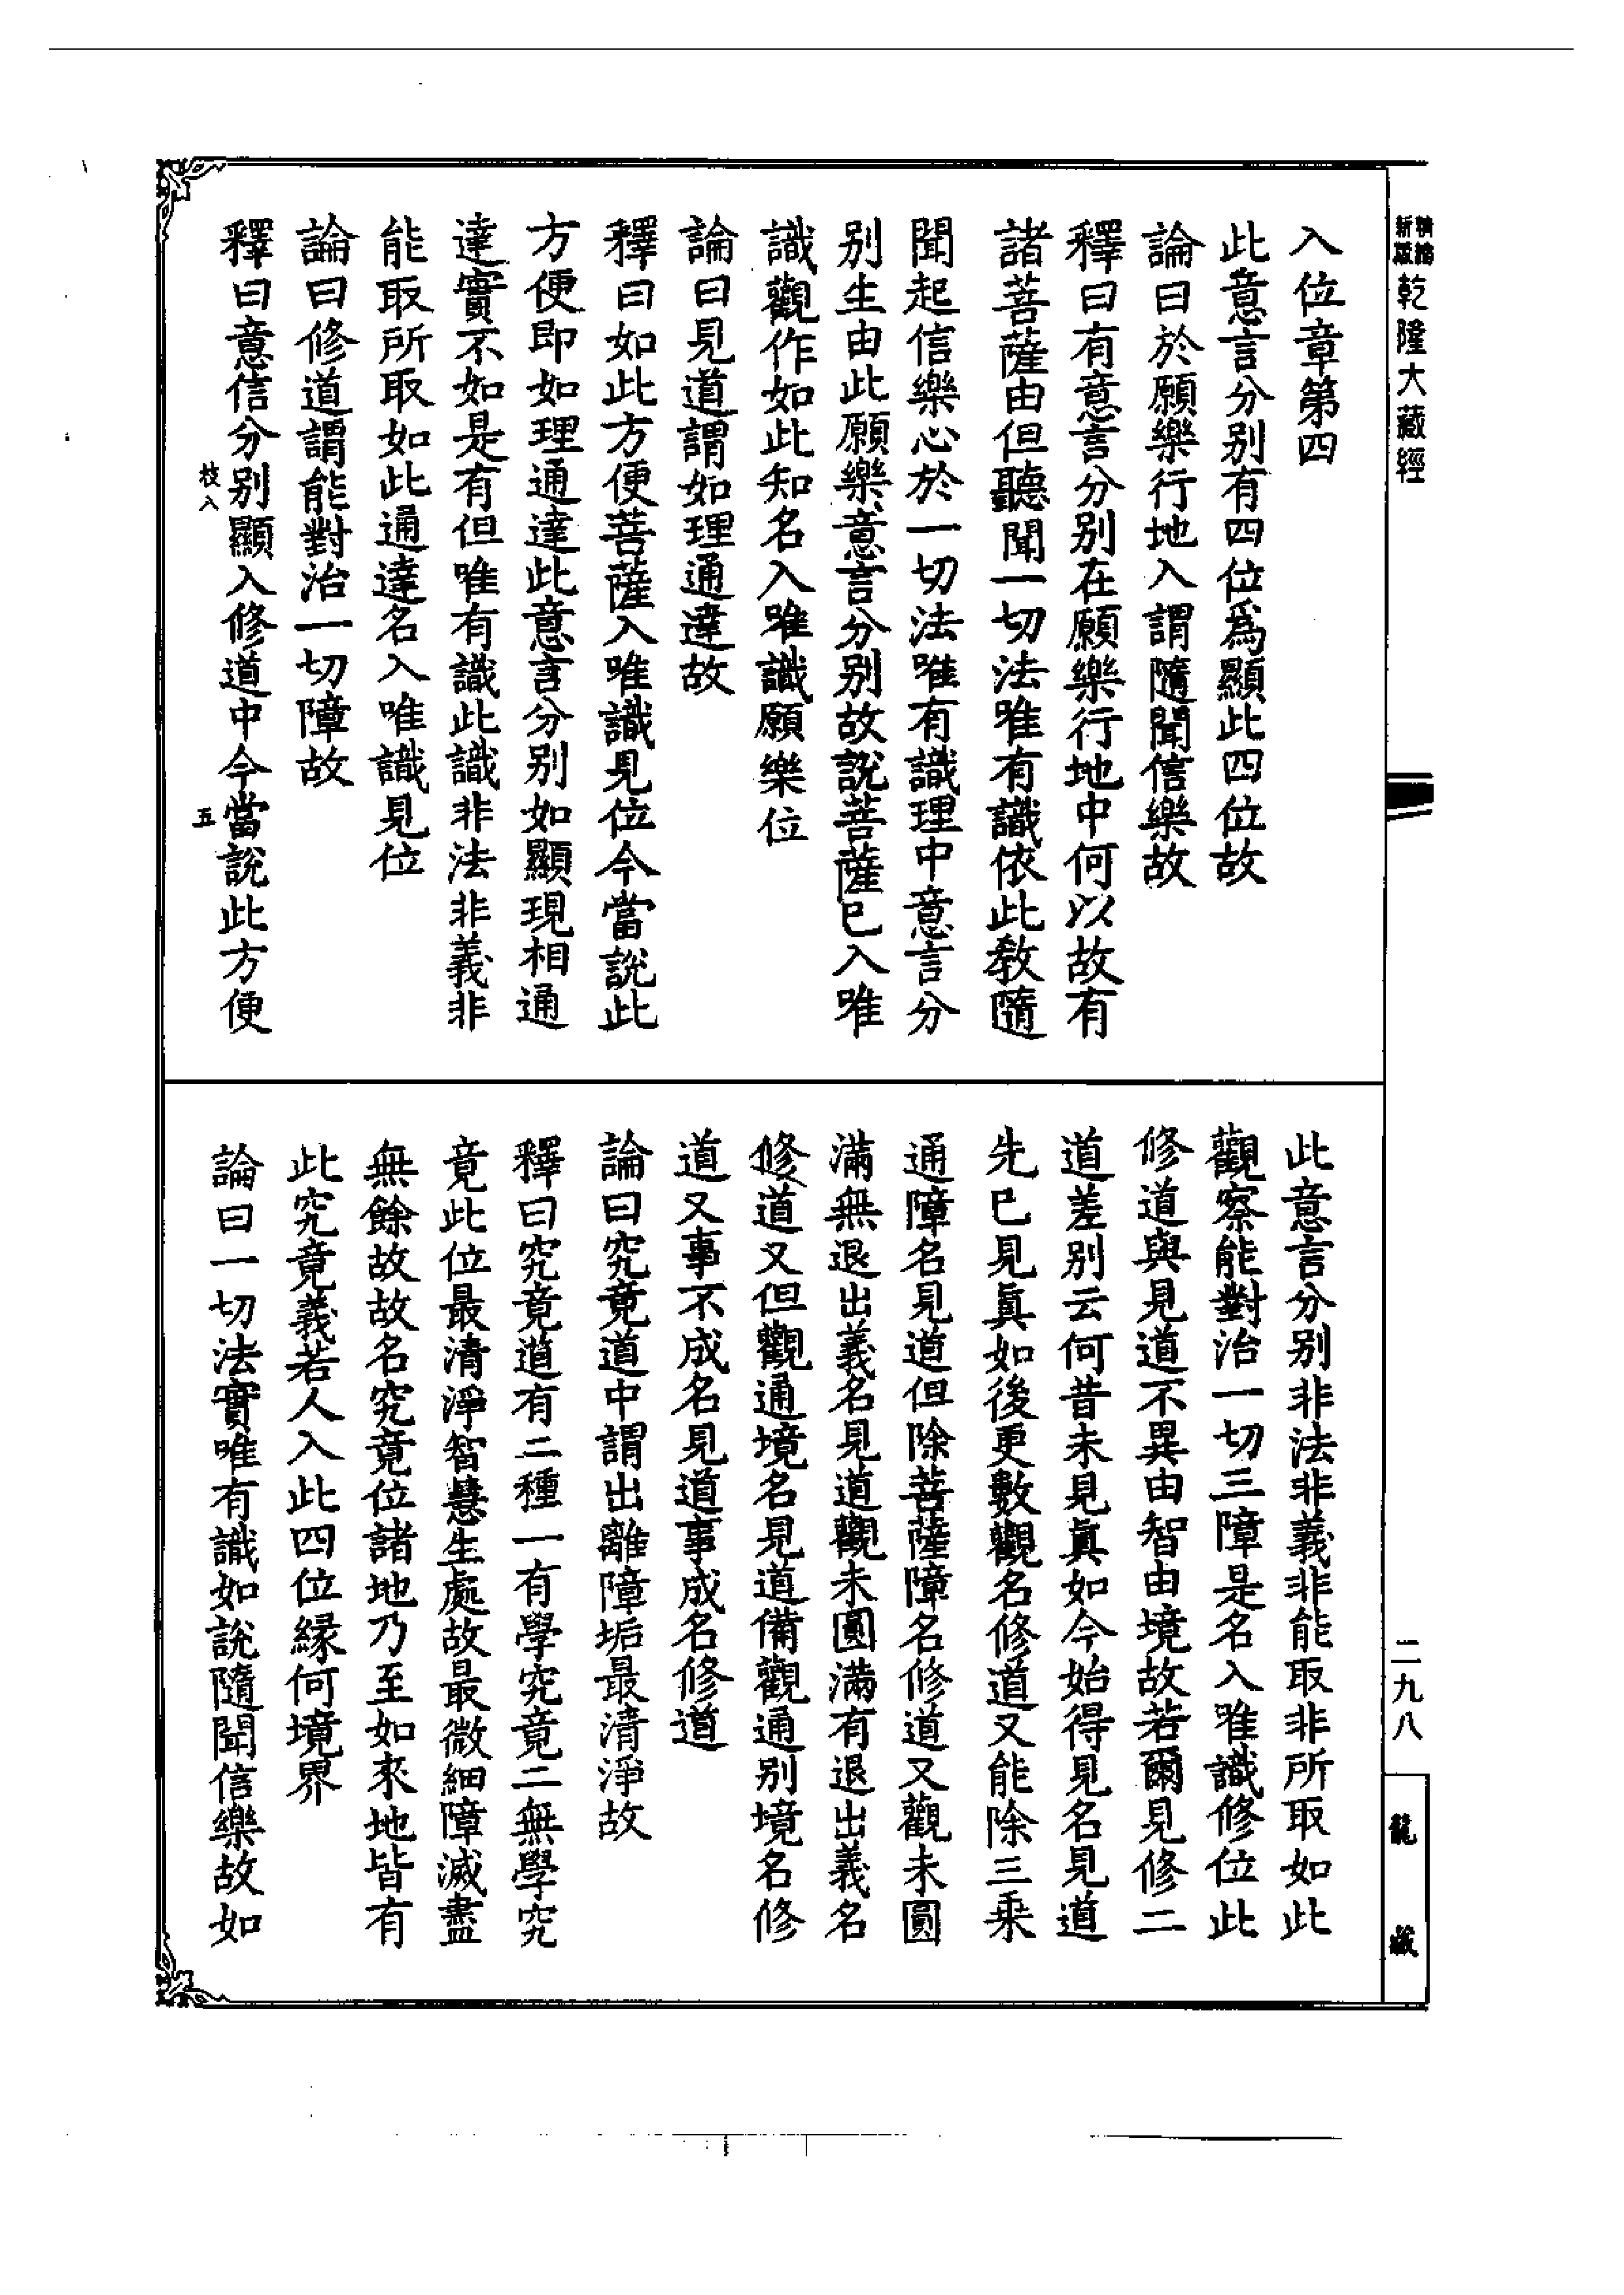 新版
精編
乾隆大藏經
入位章第四
此意言分别有四位爲顯此四位故
論曰於願樂行地入謂隨聞信樂故
釋曰有意言分别在願樂行地中何以故有
諸菩薩由但聽聞一切法唯有識依此教隨
聞起信樂心於一切法唯有識理中意言分
别生由此願樂意言分别故說菩薩已入唯
識觀作如此知名入唯識願樂位
論曰見道謂如理通達故
釋曰如此方便菩薩入唯識見位今當說此
方便即如理通達此意言分别如顯現相通
達實不如是有但唯有識此識非法非義非
能取所取如此通達名入唯識見位
論曰修道謂能對治一切障故
釋曰意信分别顯入修道中今當說此方便
枝入
五
此意言分别非法非義非能取非所取如此
觀察能對治一切三障是名入唯識修位此
修道與見道不異由智由境故若爾見修二
道差别云何昔未見眞如今始得見名見道
先已見眞如後更數觀名修道又能除三乘
通障名見道但除菩薩障名修道又觀未圓
滿無退出義名見道觀未圓滿有退出義名
修道又但觀通境名見道備觀通别境名修
道又事不成名見道事成名修道
論曰究竟道中謂出離障垢最清淨故
釋曰究竟道有二種一有學究竟二無學究
竟此位最清淨智慧生處故最微細障滅盡
無餘故故名究竟位諸地乃至如來地皆有
此究竟義若人入此四位緣何境界
論曰一切法實唯有識如說隨聞信樂故如
二九八
龍藏